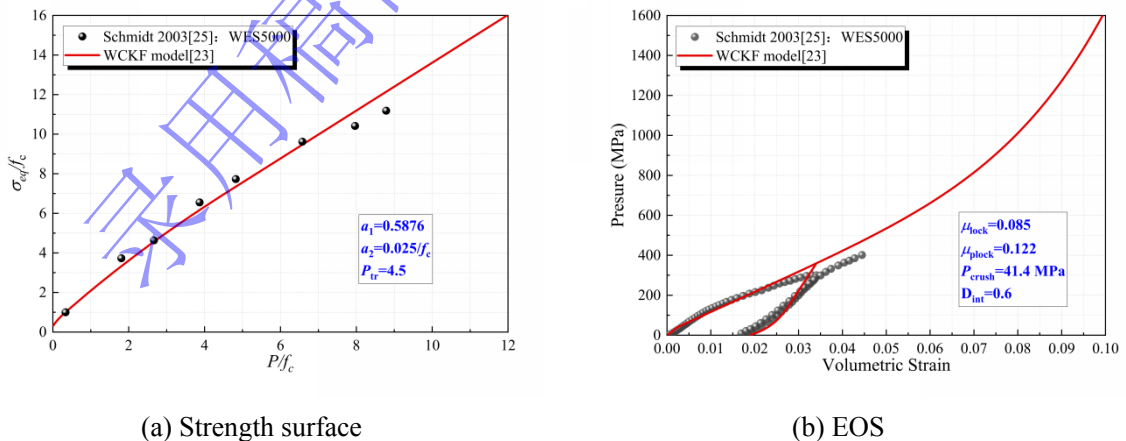 Schmidt 2003[25]: WES5000
WCKF model[23]
16
14
12
10
8
6
4
2
0
σeq/fc
a1=0.5876
a2=0.025/fc
Ptr=4.5
0 2 4 6 8 10 12
P/fc
(a) Strength surface
Schmidt 2003[25]: WES5000
WCKF model[23]
1600
1400
1200
1000
800
600
400
200
0
Presure (MPa)
μlock=0.085
μplock=0.122
Pcrush=41.4 MPa
Dint=0.6
0.00 0.01 0.02 0.03 0.04 0.05 0.06 0.07 0.08 0.09 0.10
Volumetric Strain
(b) EOS
录用稿